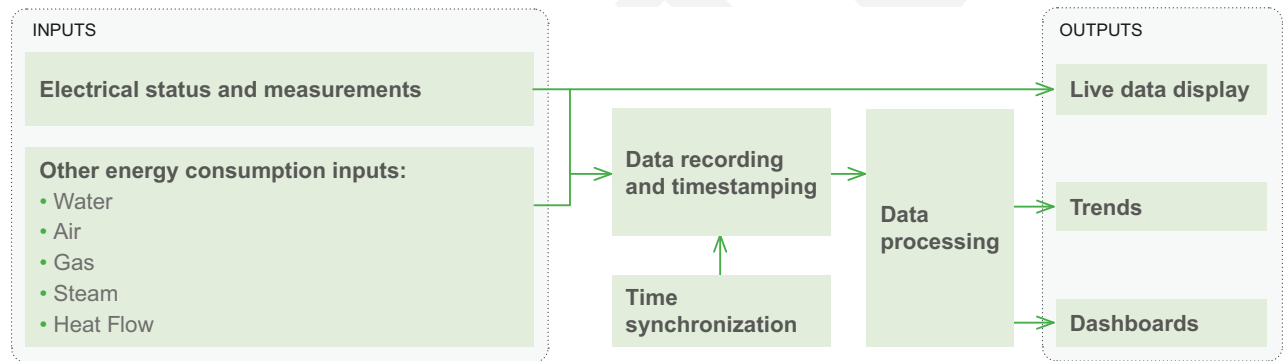 INPUTS
Electrical status and measurements
Other energy consumption inputs:
• Water
• Air
• Gas
• Steam
• Heat Flow
Data recording
and timestamping
Time
synchronization
Data
processing
OUTPUTS
Live data display
Trends
Dashboards